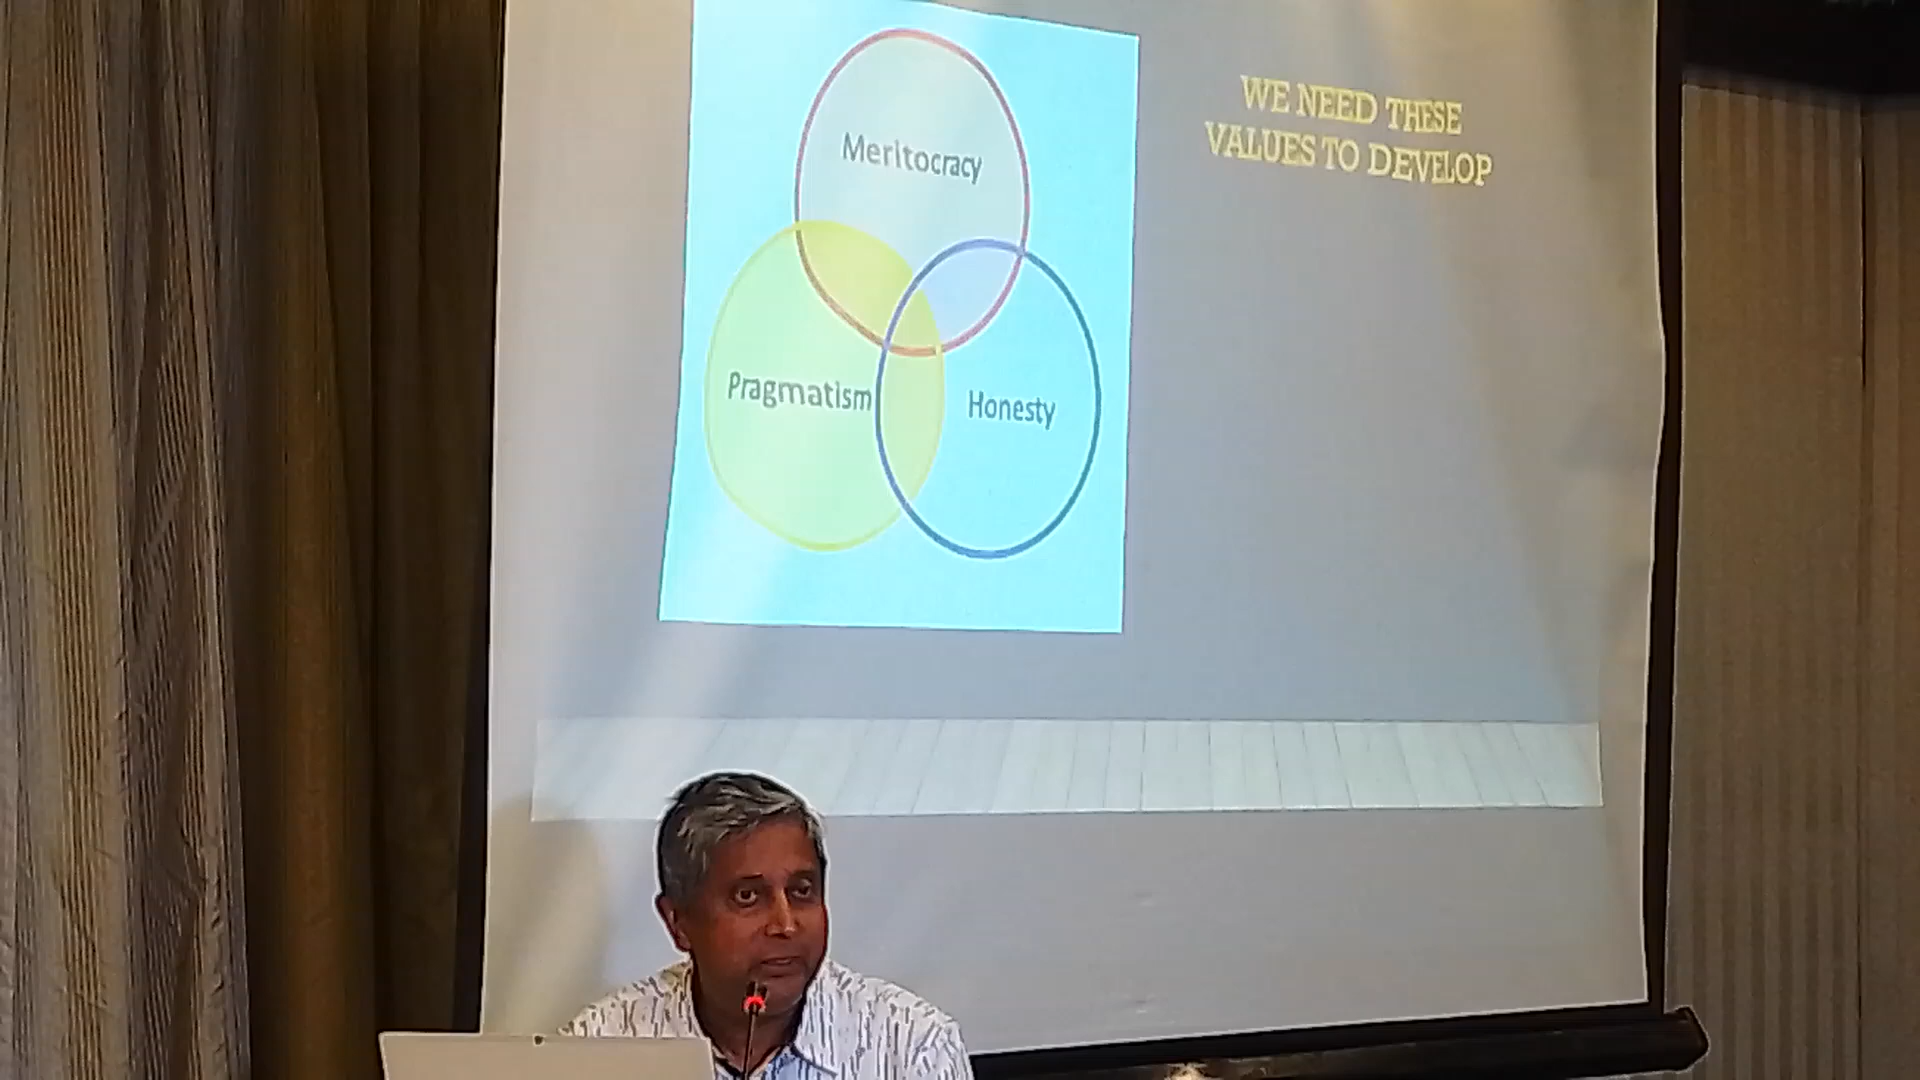 Meritocracy
Pragmatism
Honesty
WE NEED THESE
VALUES TO DEVELOP